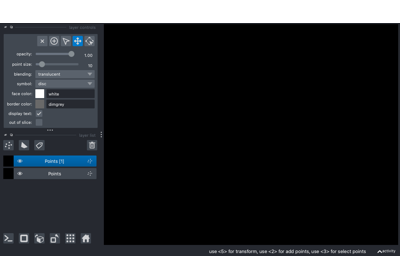 layer controls
opacity:
1.00
point size:
10
blending:
translucent
symbol:
disc
face color:
white
border color:
dimgrey
display text:
out of slice:
layer list
Points [1]
Points
use <5> for transform, use <2> for add points, use <3> for select points
activity